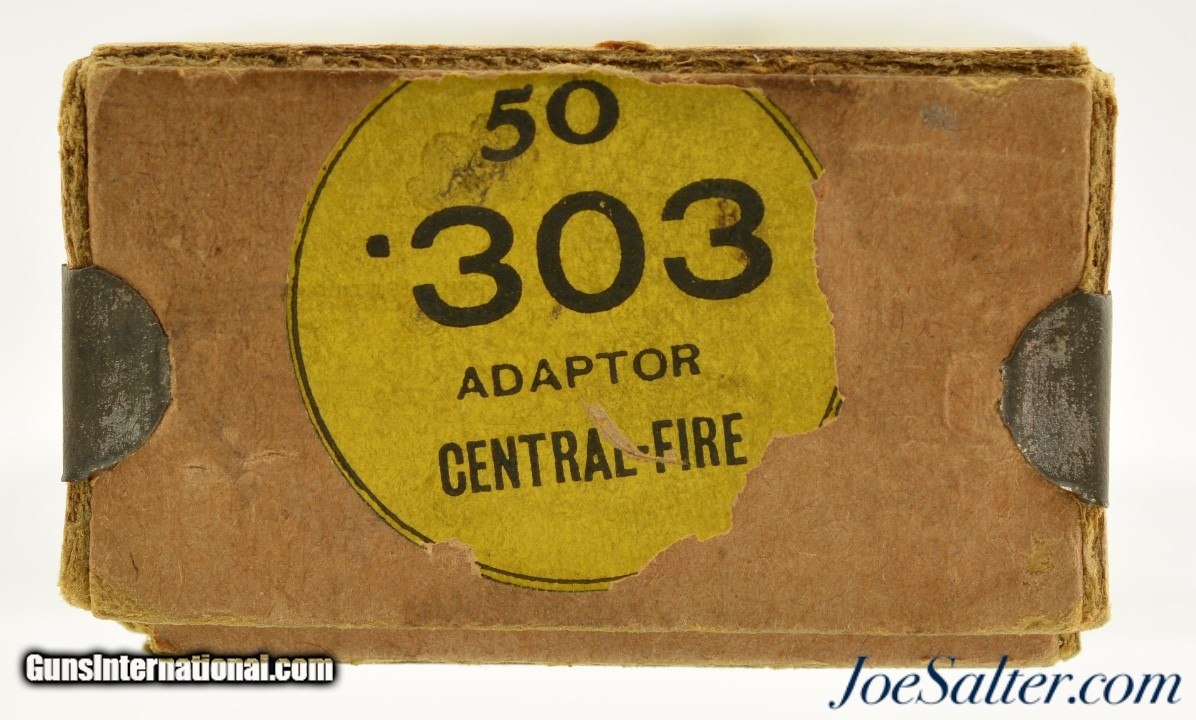 50
.303
ADAPTOR
CENTRAL-FIRE
GunsInternational.com
JoeSalter.com